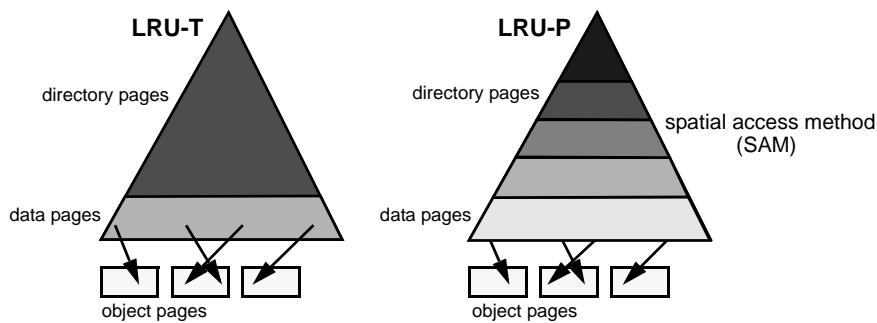 LRU-T
directory pages
data pages
object pages
LRU-P
directory pages
spatial access method
(SAM)
data pages
object pages